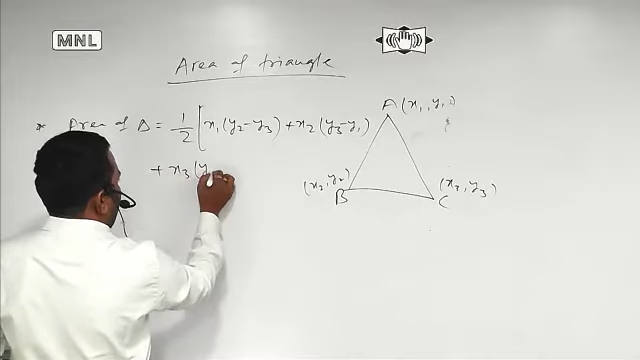 MNL
Area of triangle
* Area of Δ = 1/2 [x₁(y₂-y₃) + x₂(y₃-y₁)
+ x₃(y
A (x₁, y₁)
(x₂, y₂)
B
(x₃, y₃)
C